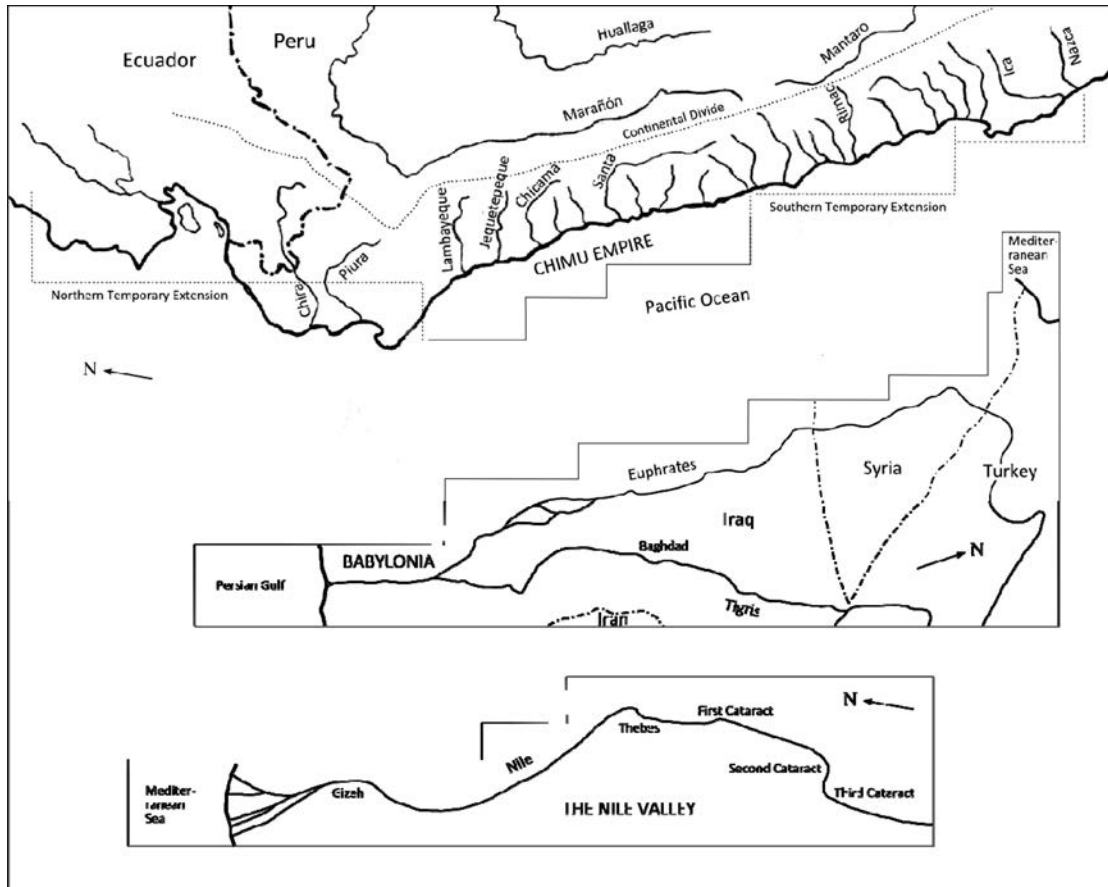 Ecuador
Peru
Huallaga
Mantaro
Nazca
Ica
Marañón
Continental Divide
Rimac
Santa
Chicama
Jequetepeque
Lambayeque
CHIMU EMPIRE
Southern Temporary Extension
Piura
Chira
Northern Temporary Extension
Pacific Ocean
N
Mediter-
ranean
Sea
Euphrates
Syria
Turkey
Iraq
Baghdad
N
BABYLONIA
Persian Gulf
Tigris
Iran
N
First Cataract
Thebes
Nile
Second Cataract
Mediter-
ranean
Sea
Gizeh
Third Cataract
THE NILE VALLEY